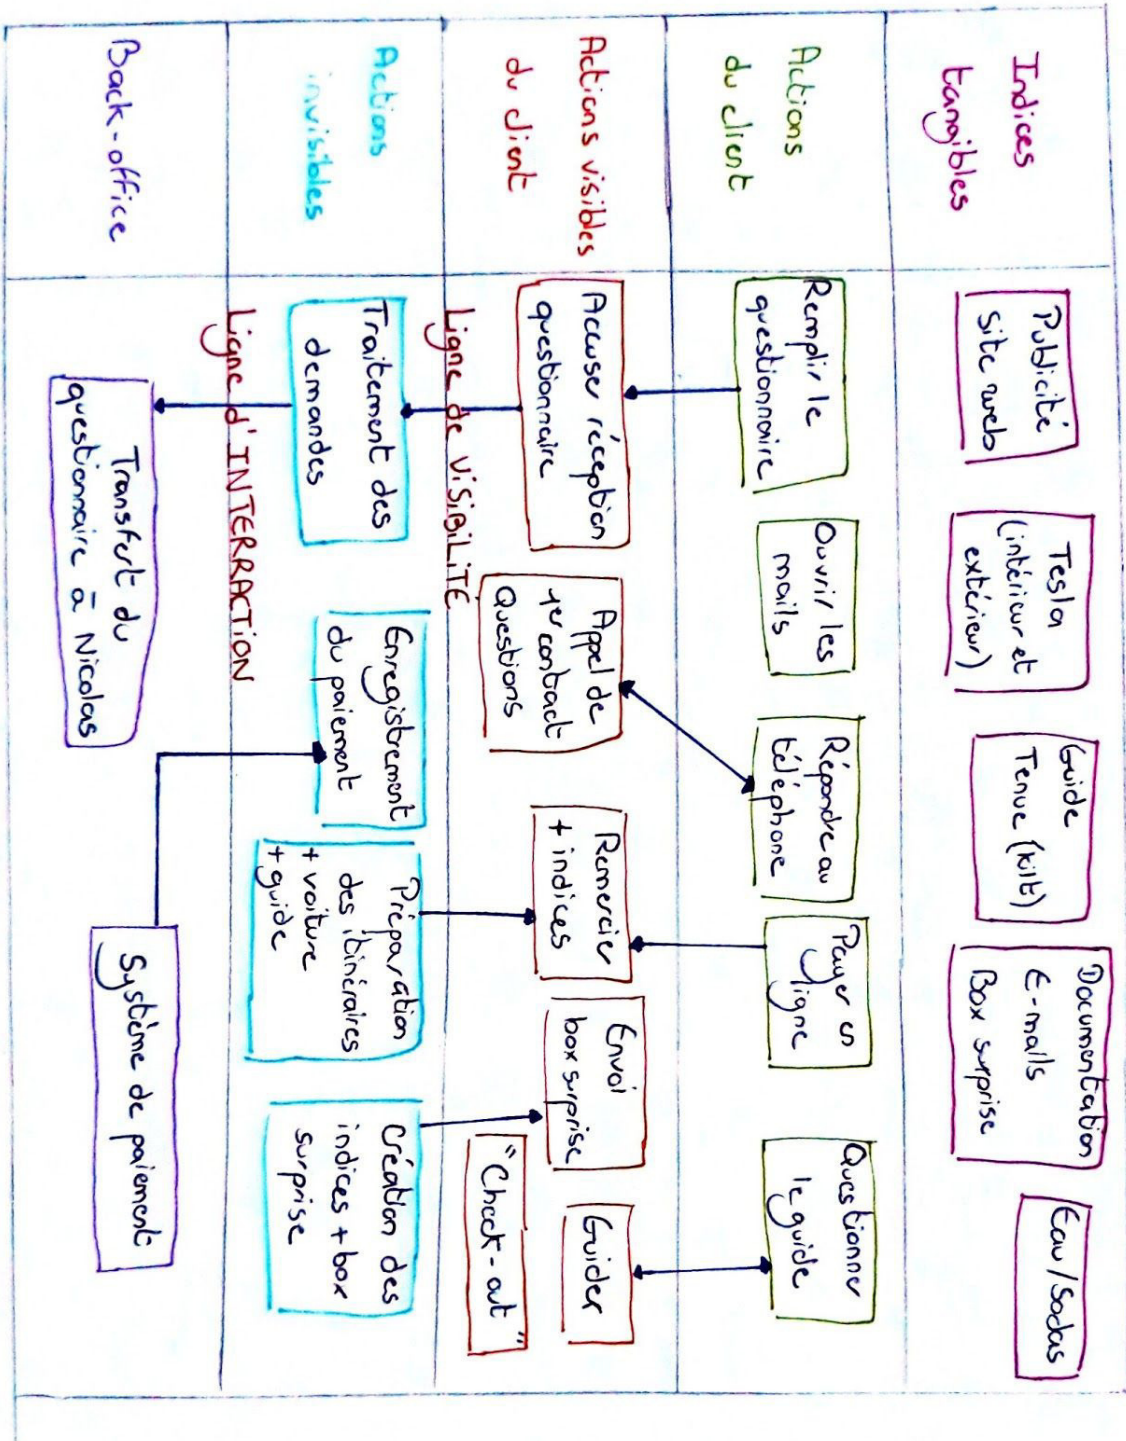 Indices
tangibles
Publicité
site web
Tesla
(intérieur et
extérieur)
Guide
Tenue (kilt)
Documentation
E-mails
Box surprise
Eau/Sodas
Actions
du client
Remplir le
questionnaire
Ouvrir les
mails
Répondre au
téléphone
Payer en
ligne
Questionner
le guide
Actions visibles
du client
Accuser réception
questionnaire
Appel de
1er contact
Questions
Remercier
+ indices
Envoi
box surprise
Guider
"Check-out"
Ligne de VISIBILITÉ
Actions
invisibles
Traitement des
demandes
Enregistrement
du paiement
Préparation
des itinéraires
+ voiture
+ guide
Création des
indices + box
surprise
Ligne d'INTERRACTION
Back-office
Transfert du
questionnaire à Nicolas
Système de paiement